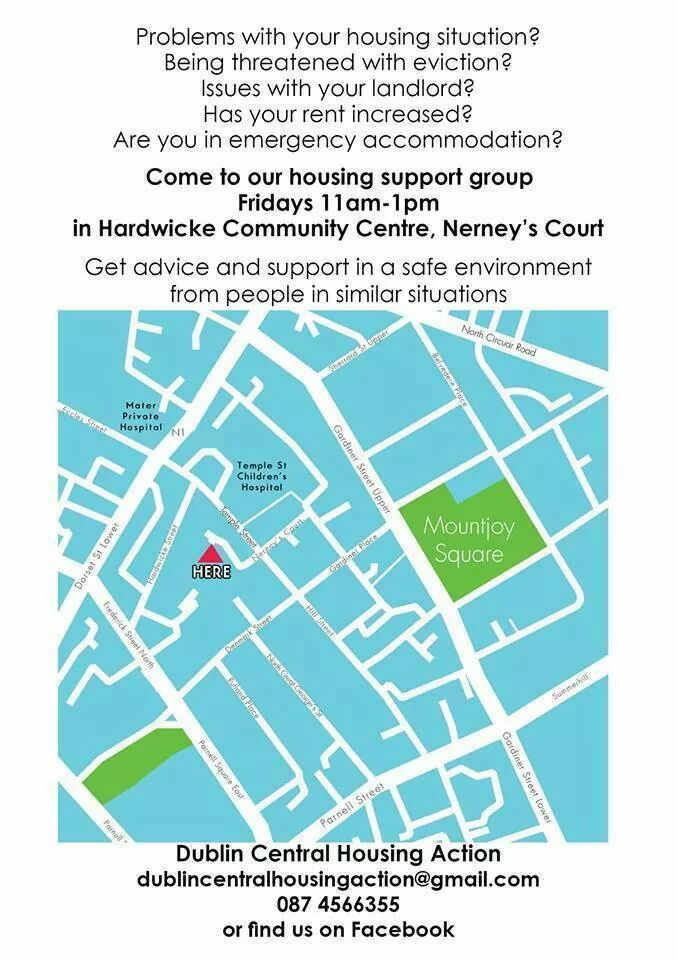 Problems with your housing situation?
Being threatened with eviction?
Issues with your landlord?
Has your rent increased?
Are you in emergency accommodation?
Come to our housing support group
Fridays 11am-1pm
in Hardwicke Community Centre, Nerney's Court
Get advice and support in a safe environment
from people in similar situations
North Circuar Road
Sherrard St Upper
Belvedere Place
Mater
Private
Hospital
Eccles Street
N1
Gardiner Street Upper
Temple St
Children's
Hospital
Temple Street
Nerney's Court
Mountjoy
Square
Hardwicke Street
HERE
Gardiner Place
Dorset St Lower
Frederick Street North
Hill Street
Denmark Street
North Great George's St
Rutland Place
Summerhill
Parnell Square East
Parnell Street
Gardiner Street Lower
Parnell
Dublin Central Housing Action
dublincentralhousingaction@gmail.com
087 4566355
or find us on Facebook